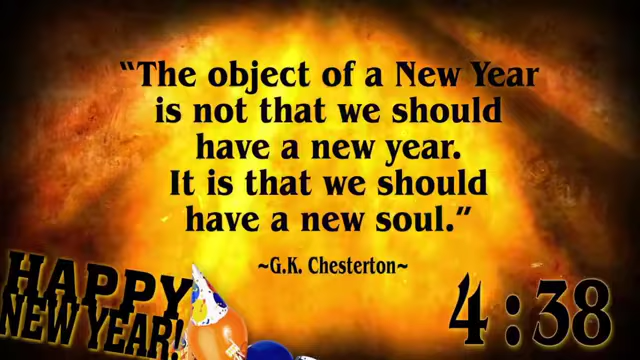 “The object of a New Year
is not that we should
have a new year.
It is that we should
have a new soul.”
~G.K. Chesterton~
HAPPY
NEW YEAR!
4:38